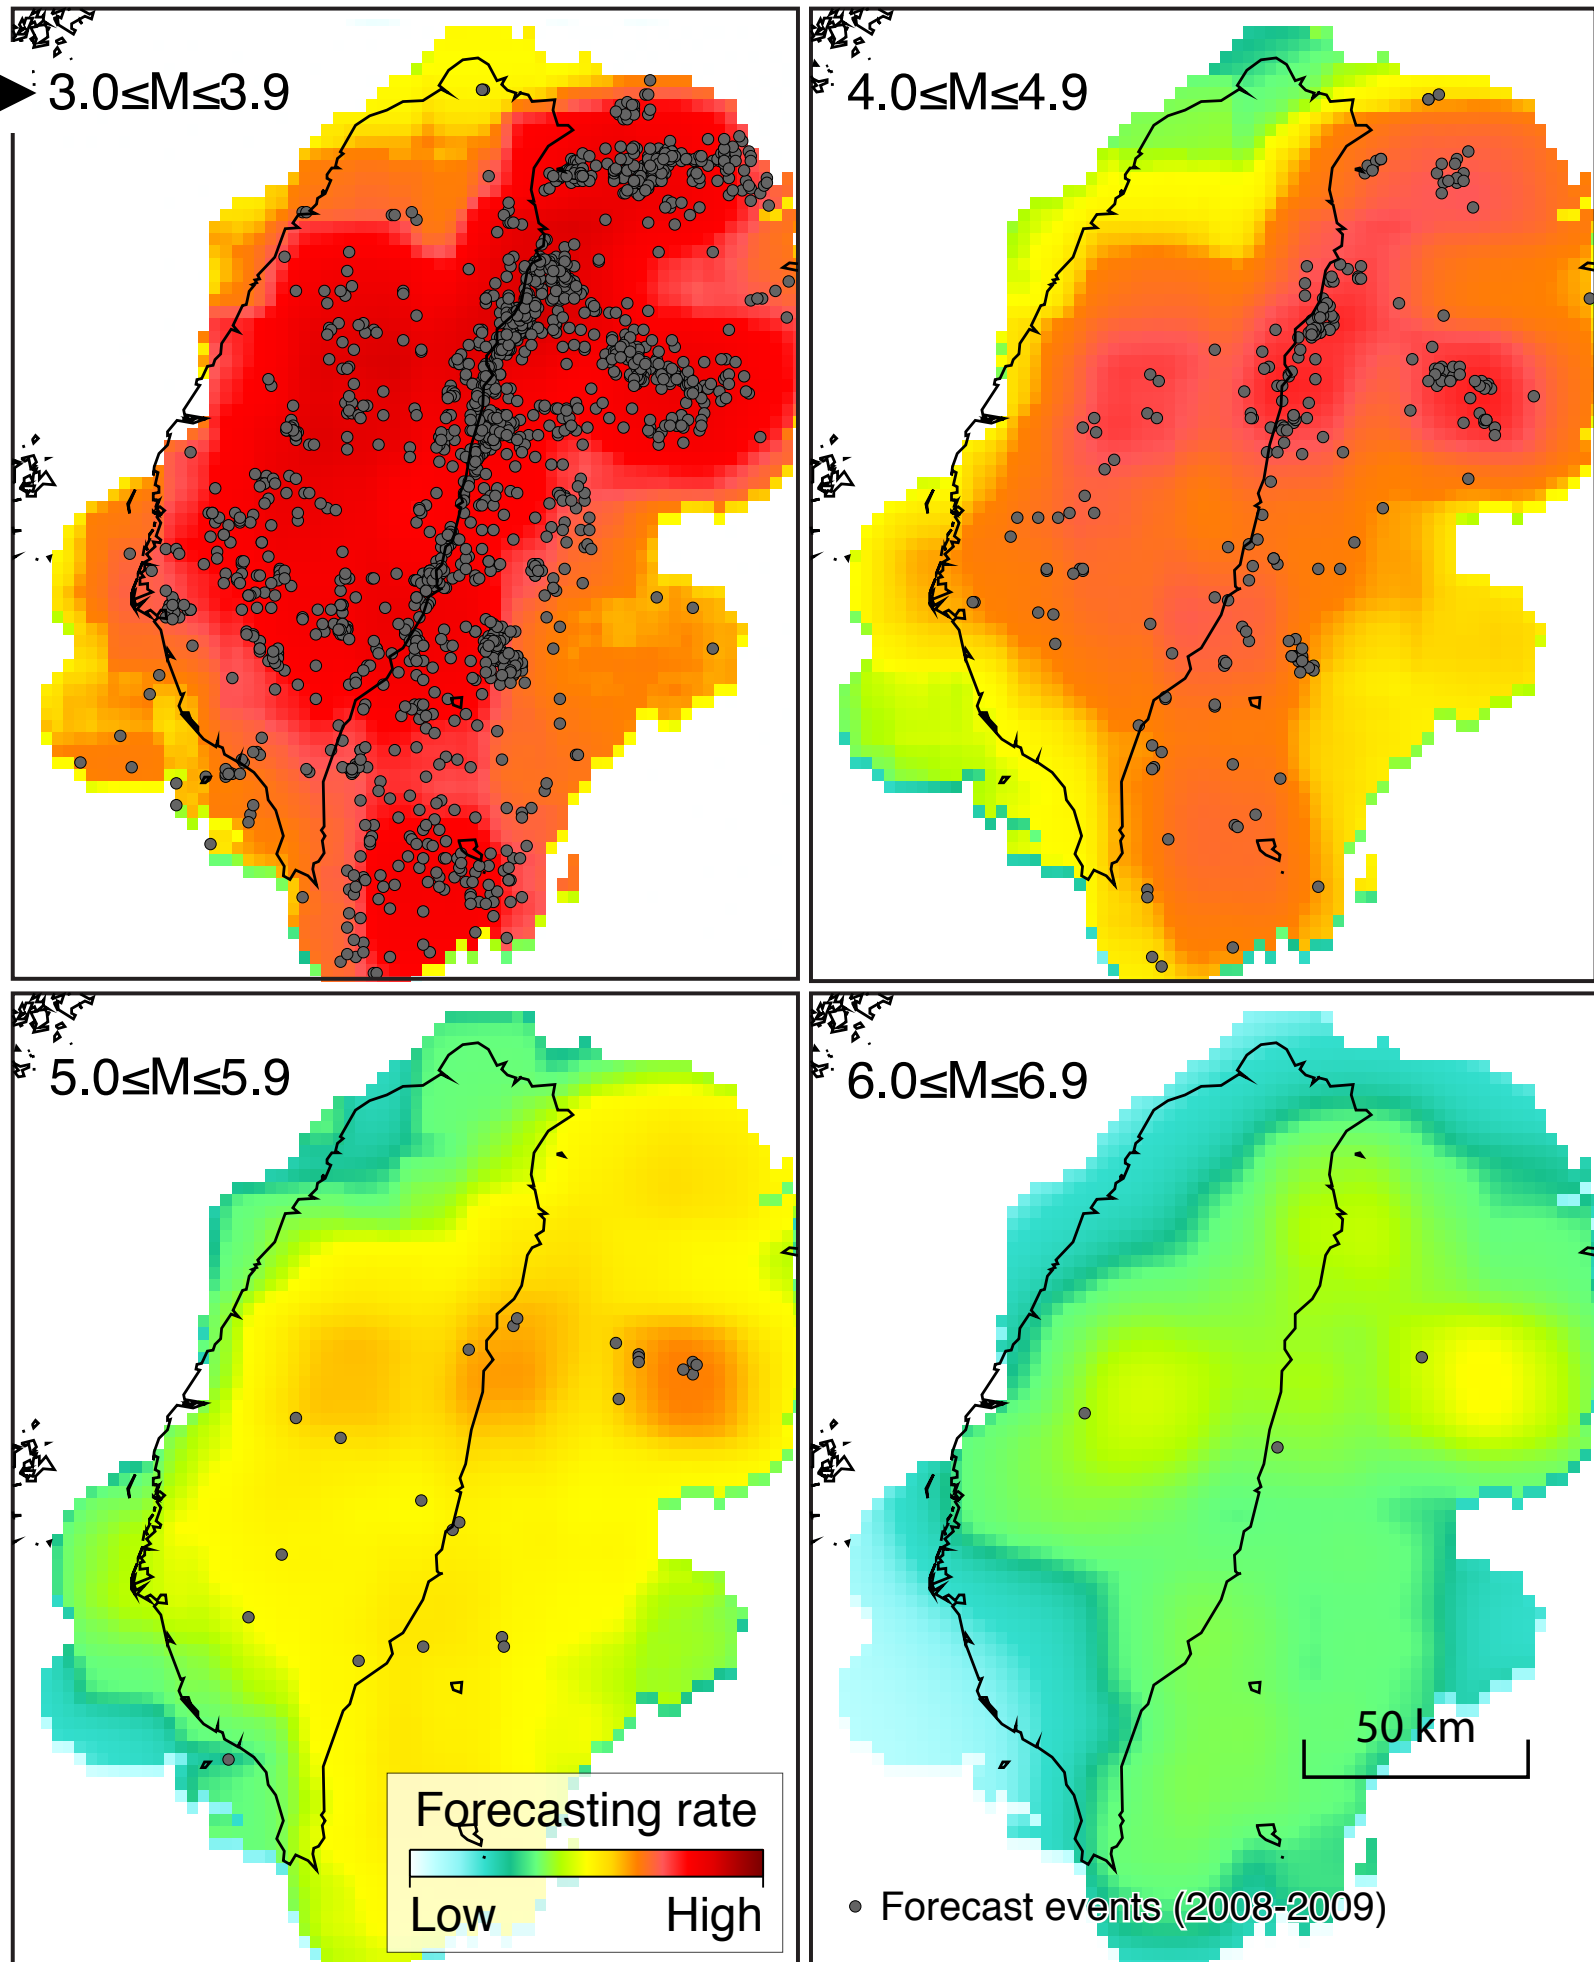 3.0≤M≤3.9
4.0≤M≤4.9
5.0≤M≤5.9
6.0≤M≤6.9
50 km
Forecasting rate
Low High
Forecast events (2008-2009)